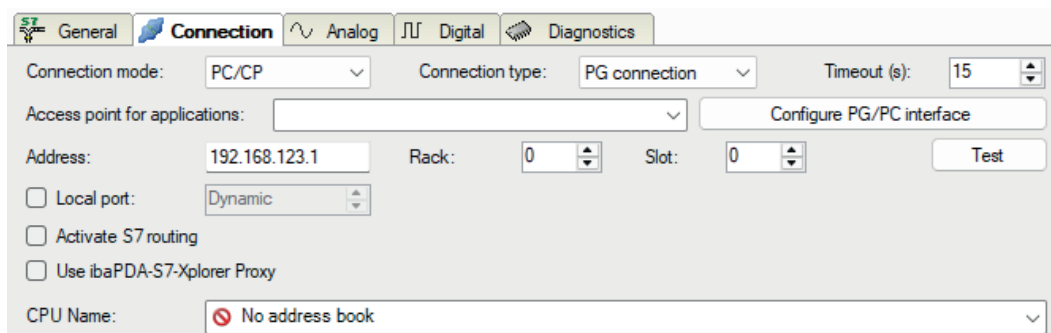 S7 General Connection Analog Digital Diagnostics
Connection mode: PC/CP Connection type: PG connection Timeout (s): 15
Access point for applications: Configure PG/PC interface
Address: 192.168.123.1 Rack: 0 Slot: 0 Test
Local port: Dynamic
Activate S7 routing
Use ibaPDA-S7-Xplorer Proxy
CPU Name: No address book